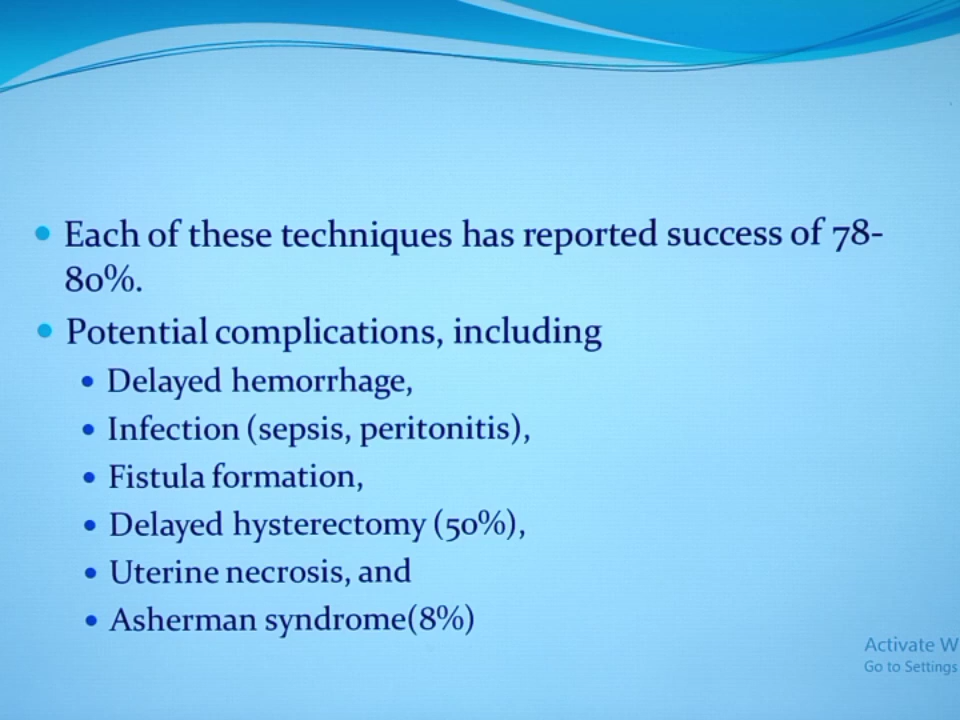 Each of these techniques has reported success of 78-
80%.
Potential complications, including
Delayed hemorrhage,
Infection (sepsis, peritonitis),
Fistula formation,
Delayed hysterectomy (50%),
Uterine necrosis, and
Asherman syndrome(8%)
Activate W
Go to Settings